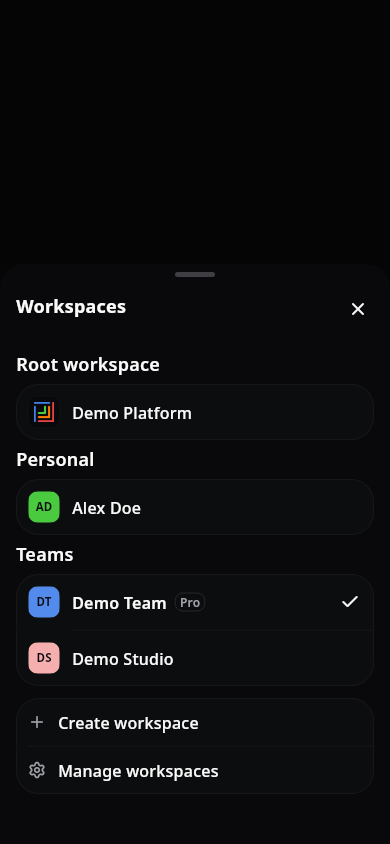 Workspaces
Root workspace
Demo Platform
Personal
AD Alex Doe
Teams
DT Demo Team Pro
DS Demo Studio
Create workspace
Manage workspaces